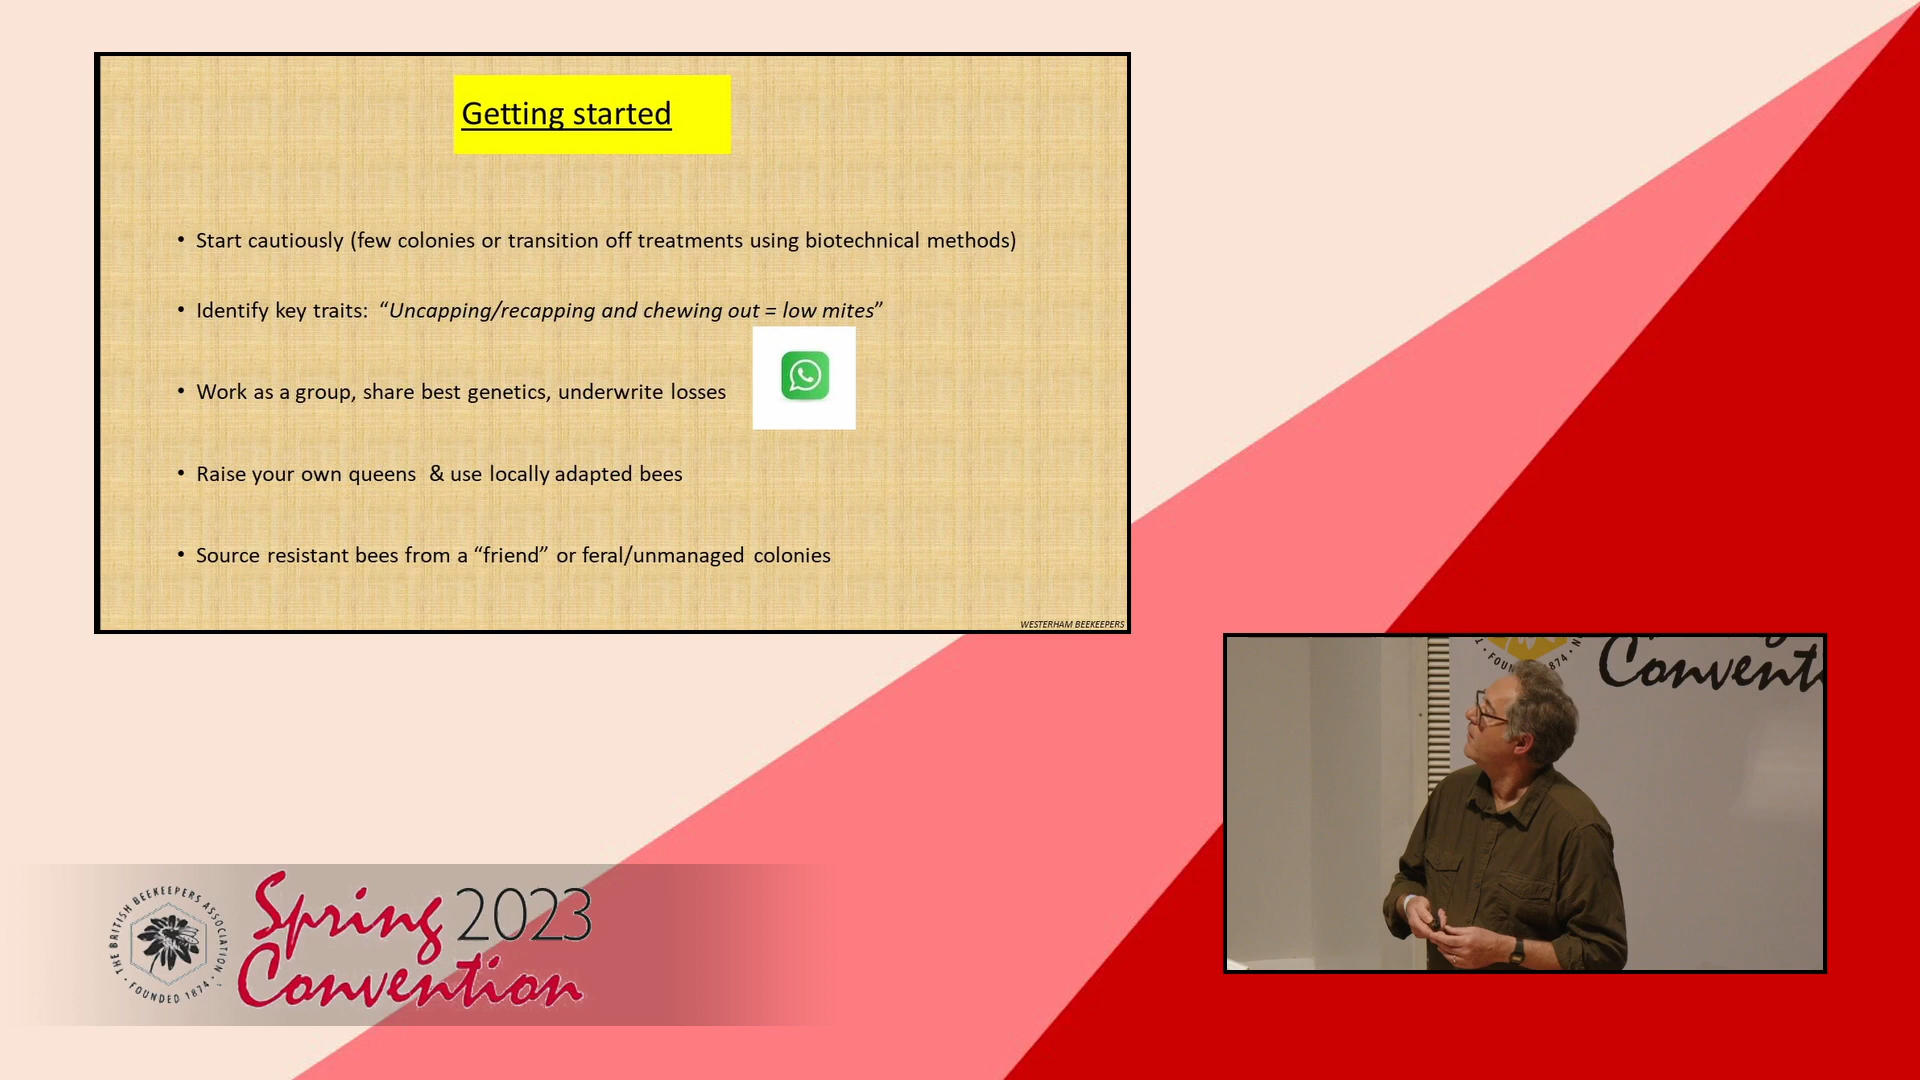 Getting started
• Start cautiously (few colonies or transition off treatments using biotechnical methods)
• Identify key traits: “Uncapping/recapping and chewing out = low mites”
• Work as a group, share best genetics, underwrite losses
• Raise your own queens & use locally adapted bees
• Source resistant bees from a “friend” or feral/unmanaged colonies
WESTERHAM BEEKEEPERS
Convent
THE BRITISH BEEKEEPERS ASSOCIATION
FOUNDED 1874
Spring 2023
Convention